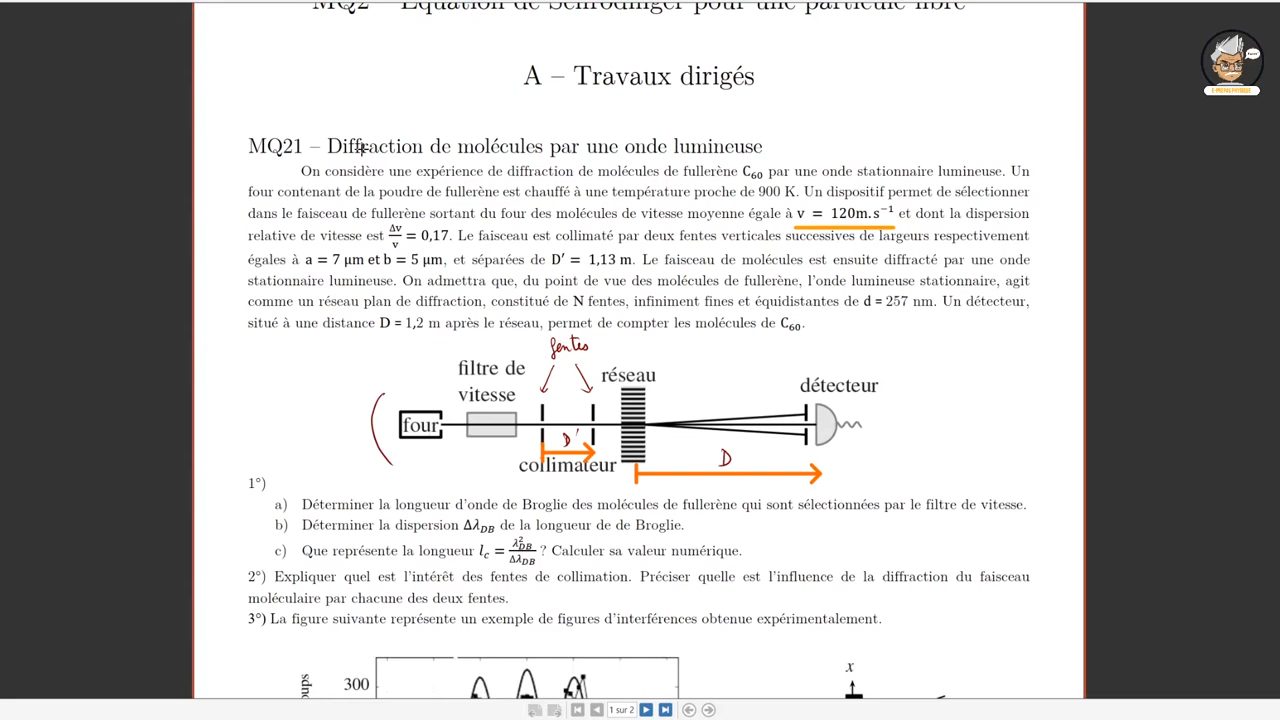 MQ2 – Équation de Schrödinger pour une particule libre
A – Travaux dirigés
MQ21 – Diffraction de molécules par une onde lumineuse
On considère une expérience de diffraction de molécules de fullerène C₆₀ par une onde stationnaire lumineuse. Un
four contenant de la poudre de fullerène est chauffé à une température proche de 900 K. Un dispositif permet de sélectionner
dans le faisceau de fullerène sortant du four des molécules de vitesse moyenne égale à v = 120m.s⁻¹ et dont la dispersion
relative de vitesse est Δv/v = 0,17. Le faisceau est collimaté par deux fentes verticales successives de largeurs respectivement
égales à a = 7 µm et b = 5 µm, et séparées de D′ = 1,13 m. Le faisceau de molécules est ensuite diffracté par une onde
stationnaire lumineuse. On admettra que, du point de vue des molécules de fullerène, l'onde lumineuse stationnaire, agit
comme un réseau plan de diffraction, constitué de N fentes, infiniment fines et équidistantes de d = 257 nm. Un détecteur,
situé à une distance D = 1,2 m après le réseau, permet de compter les molécules de C₆₀.
fentes
filtre de
vitesse
réseau
détecteur
four
D'
collimateur
D
1°)
a) Déterminer la longueur d'onde de Broglie des molécules de fullerène qui sont sélectionnées par le filtre de vitesse.
b) Déterminer la dispersion Δλ_DB de la longueur de de Broglie.
c) Que représente la longueur l_c = λ²_DB/Δλ_DB ? Calculer sa valeur numérique.
2°) Expliquer quel est l'intérêt des fentes de collimation. Préciser quelle est l'influence de la diffraction du faisceau
moléculaire par chacune des deux fentes.
3°) La figure suivante représente un exemple de figures d'interférences obtenue expérimentalement.
300
x
1 sur 2